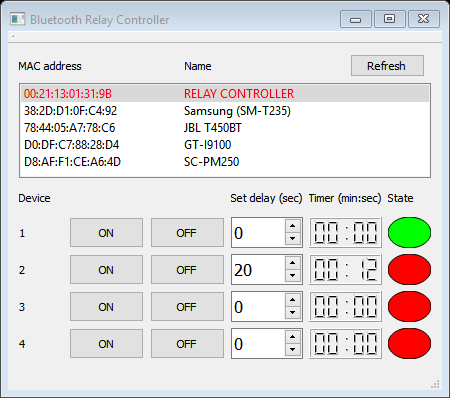 Bluetooth Relay Controller
MAC address Name Refresh
00:21:13:01:31:9B RELAY CONTROLLER
38:2D:D1:0F:C4:92 Samsung (SM-T235)
78:44:05:A7:78:C6 JBL T450BT
D0:DF:C7:88:28:D4 GT-I9100
D8:AF:F1:CE:A6:4D SC-PM250
Device Set delay (sec) Timer (min:sec) State
1 ON OFF 0 00:00
2 ON OFF 20 00:12
3 ON OFF 0 00:00
4 ON OFF 0 00:00